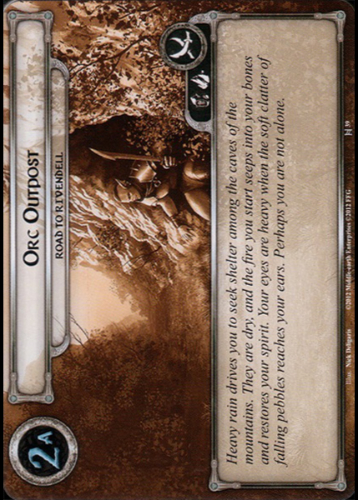 2A
ORC OUTPOST
ROAD TO RIVENDELL
Heavy rain drives you to seek shelter among the caves of the
mountains. They are dry, and the fire you start seeps into your bones
and restores your spirit. Your eyes are heavy when the soft clatter of
falling pebbles reaches your ears. Perhaps you are not alone.
Illus. Nick Deligaris ©2012 Middle-earth Enterprises ©2012 FFG 39